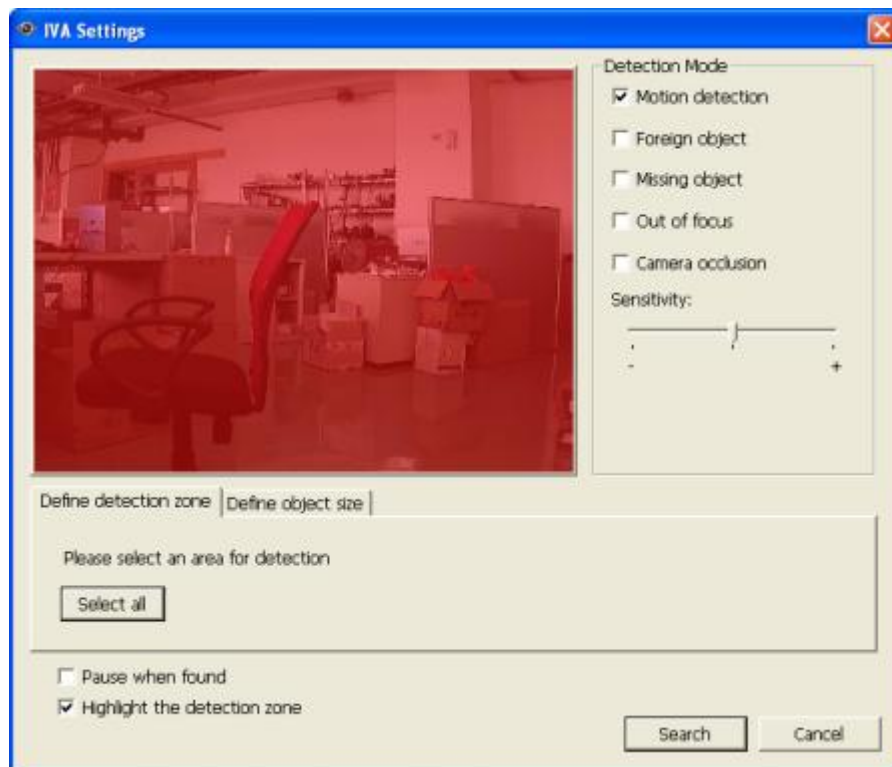 IVA Settings
Detection Mode
Motion detection
Foreign object
Missing object
Out of focus
Camera occlusion
Sensitivity:
- +
Define detection zone
Define object size
Please select an area for detection
Select all
Pause when found
Highlight the detection zone
Search
Cancel